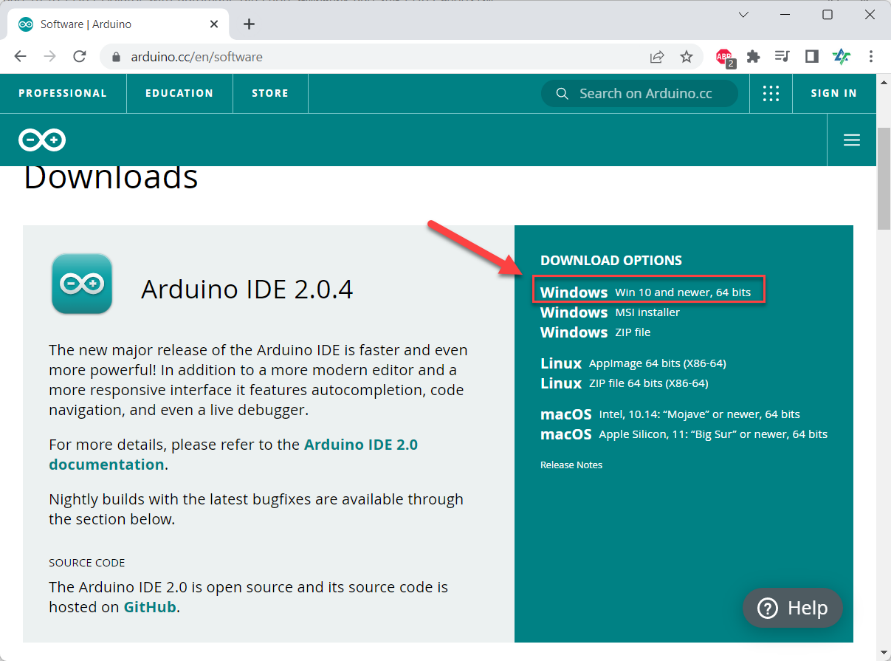 Software | Arduino
arduino.cc/en/software
ABP
2
PROFESSIONAL
EDUCATION
STORE
Search on Arduino.cc
SIGN IN
Downloads
Arduino IDE 2.0.4
The new major release of the Arduino IDE is faster and even
more powerful! In addition to a more modern editor and a
more responsive interface it features autocompletion, code
navigation, and even a live debugger.
For more details, please refer to the Arduino IDE 2.0
documentation.
Nightly builds with the latest bugfixes are available through
the section below.
SOURCE CODE
The Arduino IDE 2.0 is open source and its source code is
hosted on GitHub.
DOWNLOAD OPTIONS
Windows Win 10 and newer, 64 bits
Windows MSI installer
Windows ZIP file
Linux AppImage 64 bits (X86-64)
Linux ZIP file 64 bits (X86-64)
macOS Intel, 10.14: “Mojave” or newer, 64 bits
macOS Apple Silicon, 11: “Big Sur” or newer, 64 bits
Release Notes
Help